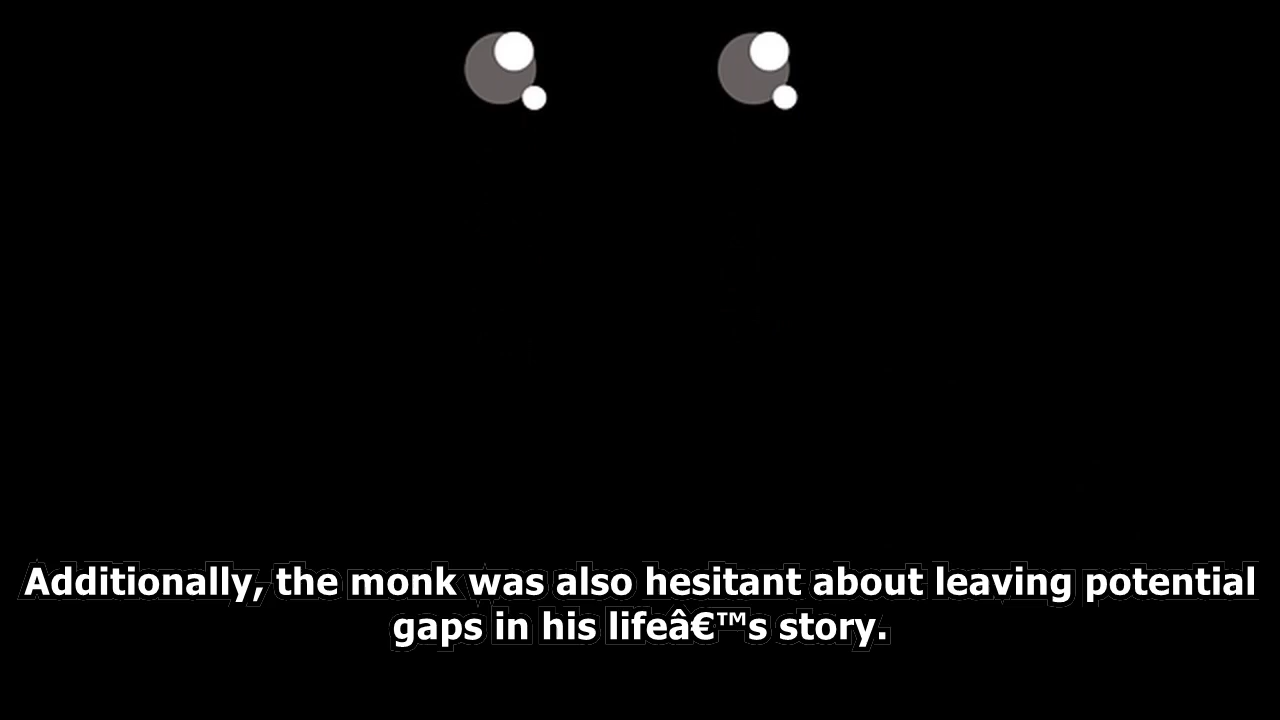 Additionally, the monk was also hesitant about leaving potential
gaps in his lifeâ€™s story.